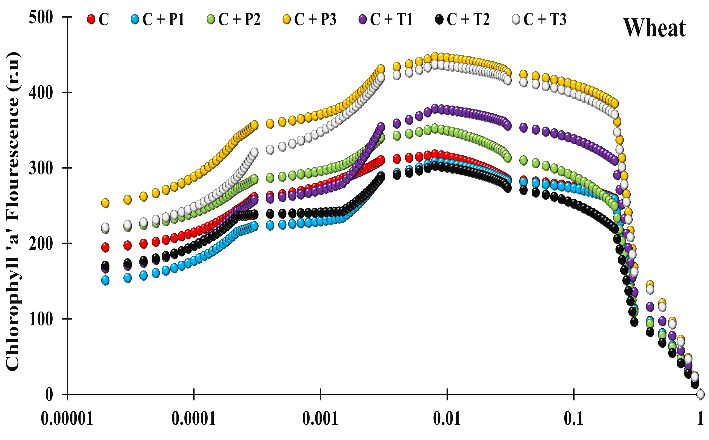 500
C C + P1 C + P2 C + P3 C + T1 C + T2 C + T3
Wheat
400
300
200
100
0
Chlorophyll 'a' Flourescence (r.u)
0.00001 0.0001 0.001 0.01 0.1 1